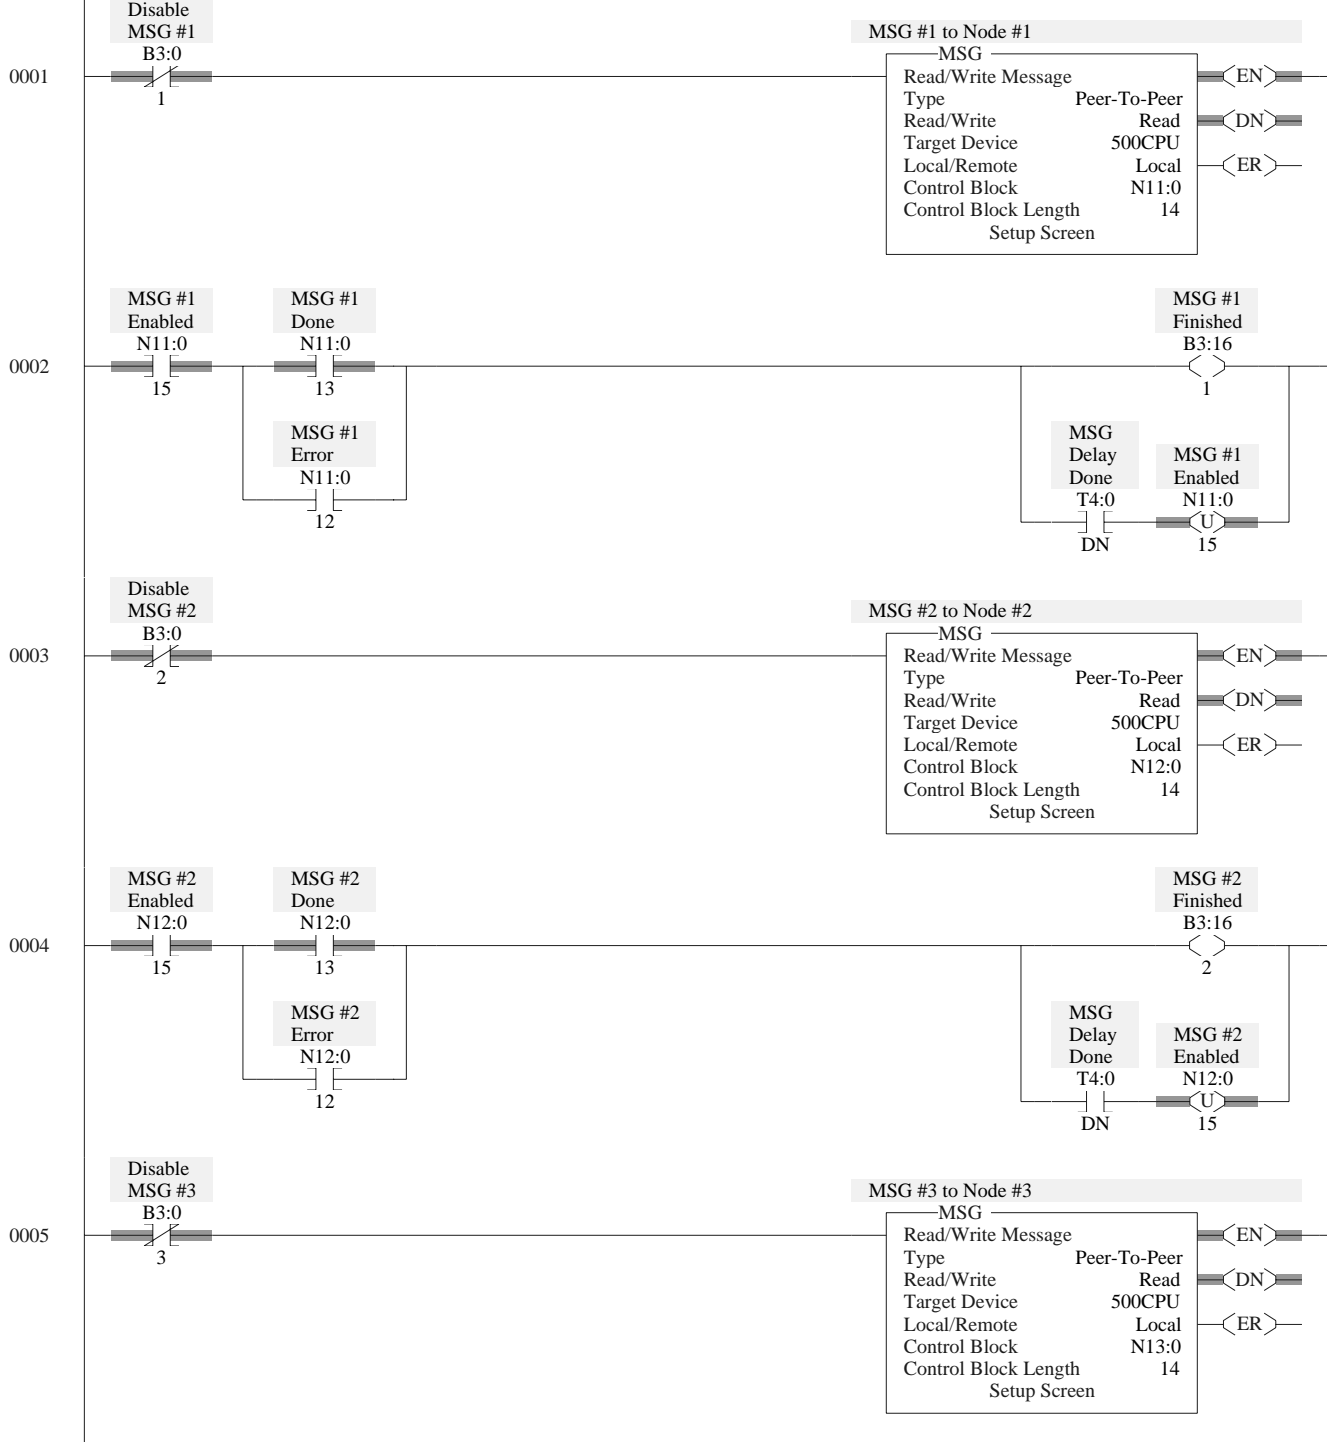 Disable
MSG #1
B3:0
1
0001
MSG #1 to Node #1
MSG
Read/Write Message
Type Peer-To-Peer
Read/Write Read
Target Device 500CPU
Local/Remote Local
Control Block N11:0
Control Block Length 14
Setup Screen
EN
DN
ER
0002
MSG #1
Enabled
N11:0
15
MSG #1
Done
N11:0
13
MSG #1
Error
N11:0
12
MSG #1
Finished
B3:16
1
MSG
Delay
Done
T4:0
DN
MSG #1
Enabled
N11:0
U
15
Disable
MSG #2
B3:0
2
0003
MSG #2 to Node #2
MSG
Read/Write Message
Type Peer-To-Peer
Read/Write Read
Target Device 500CPU
Local/Remote Local
Control Block N12:0
Control Block Length 14
Setup Screen
EN
DN
ER
0004
MSG #2
Enabled
N12:0
15
MSG #2
Done
N12:0
13
MSG #2
Error
N12:0
12
MSG #2
Finished
B3:16
2
MSG
Delay
Done
T4:0
DN
MSG #2
Enabled
N12:0
U
15
Disable
MSG #3
B3:0
3
0005
MSG #3 to Node #3
MSG
Read/Write Message
Type Peer-To-Peer
Read/Write Read
Target Device 500CPU
Local/Remote Local
Control Block N13:0
Control Block Length 14
Setup Screen
EN
DN
ER